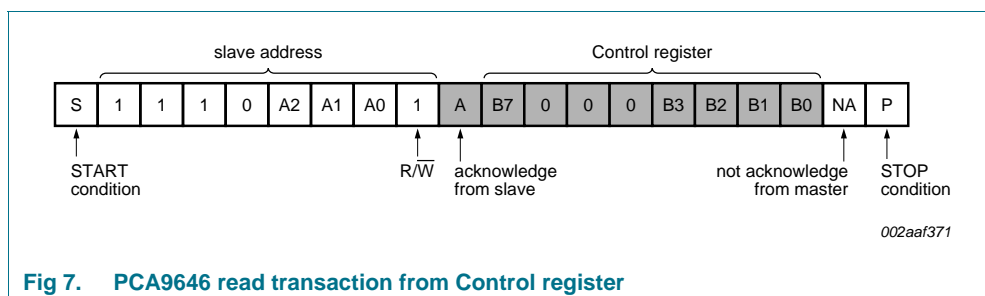 slave address Control register
S 1 1 1 0 A2 A1 A0 1 A B7 0 0 0 B3 B2 B1 B0 NA P
START condition
R/W̅
acknowledge from slave
not acknowledge from master
STOP condition
002aaf371
Fig 7. PCA9646 read transaction from Control register